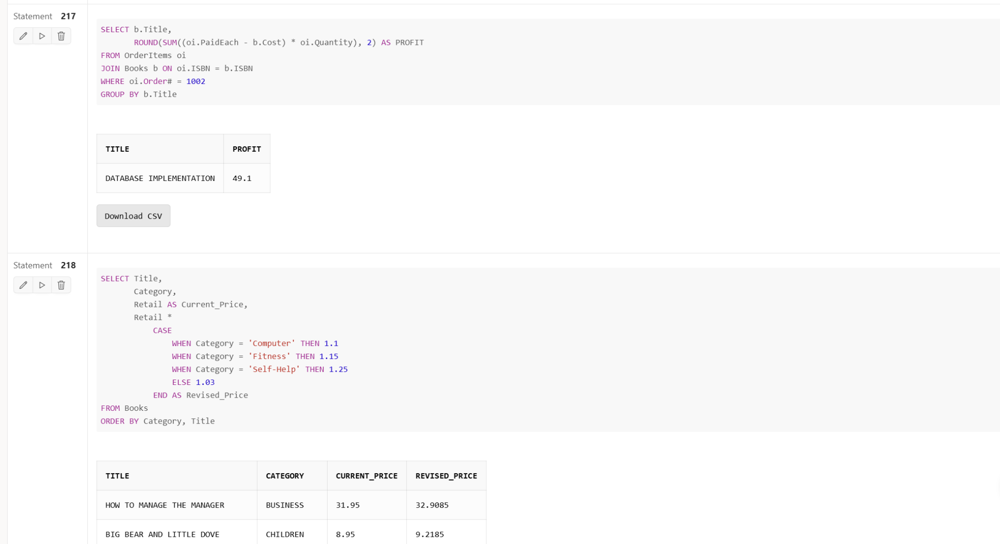 Statement 217
SELECT b.Title,
ROUND(SUM((oi.PaidEach - b.Cost) * oi.Quantity), 2) AS PROFIT
FROM OrderItems oi
JOIN Books b ON oi.ISBN = b.ISBN
WHERE oi.Order# = 1002
GROUP BY b.Title
TITLE PROFIT
DATABASE IMPLEMENTATION 49.1
Download CSV
Statement 218
SELECT Title,
Category,
Retail AS Current_Price,
Retail *
CASE
WHEN Category = 'Computer' THEN 1.1
WHEN Category = 'Fitness' THEN 1.15
WHEN Category = 'Self-Help' THEN 1.25
ELSE 1.03
END AS Revised_Price
FROM Books
ORDER BY Category, Title
TITLE CATEGORY CURRENT_PRICE REVISED_PRICE
HOW TO MANAGE THE MANAGER BUSINESS 31.95 32.9085
BIG BEAR AND LITTLE DOVE CHILDREN 8.95 9.2185